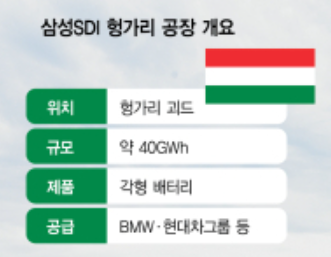 삼성SDI 헝가리 공장 개요
위치 헝가리 괴드
규모 약 40GWh
제품 각형 배터리
공급 BMW·현대차그룹 등